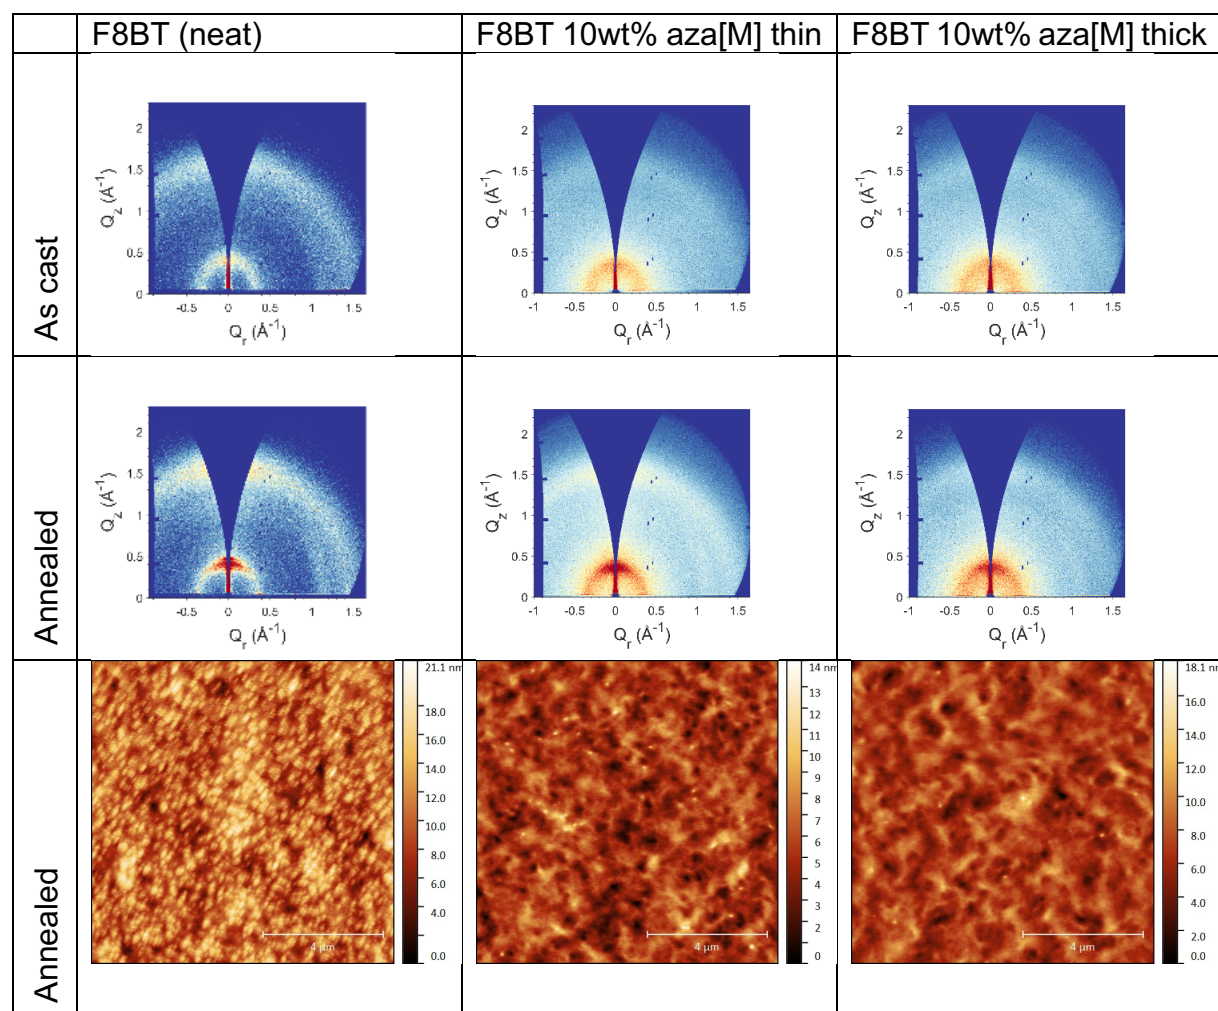 F8BT (neat)
F8BT 10wt% aza[M] thin
F8BT 10wt% aza[M] thick
As cast
2
1.5
1
0.5
0
Q_z (Å⁻¹)
-0.5 0 0.5 1 1.5
Q_r (Å⁻¹)
2
1.5
1
0.5
0
Q_z (Å⁻¹)
-1 -0.5 0 0.5 1 1.5
Q_r (Å⁻¹)
2
1.5
1
0.5
0
Q_z (Å⁻¹)
-1 -0.5 0 0.5 1 1.5
Q_r (Å⁻¹)
Annealed
2
1.5
1
0.5
0
Q_z (Å⁻¹)
-0.5 0 0.5 1 1.5
Q_r (Å⁻¹)
2
1.5
1
0.5
0
Q_z (Å⁻¹)
-1 -0.5 0 0.5 1 1.5
Q_r (Å⁻¹)
2
1.5
1
0.5
0
Q_z (Å⁻¹)
-1 -0.5 0 0.5 1 1.5
Q_r (Å⁻¹)
Annealed
4 µm
21.1 nm
18.0
16.0
14.0
12.0
10.0
8.0
6.0
4.0
0.0
4 µm
14 nm
13
12
11
10
9
8
7
6
5
4
3
2
0
4 µm
18.1 nm
14.0
12.0
10.0
8.0
6.0
4.0
2.0
0.0